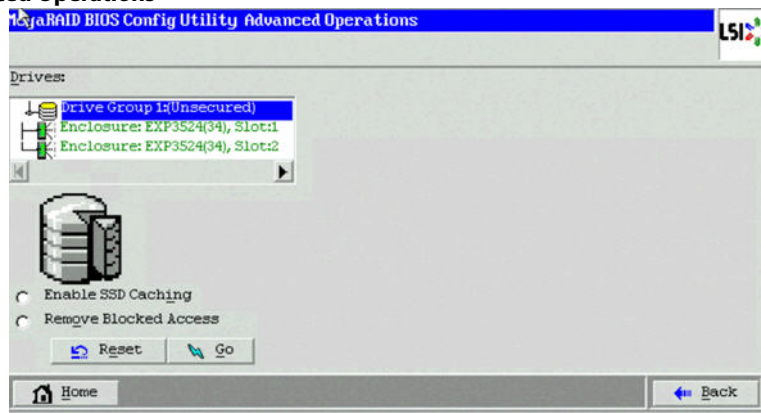 MegaRAID BIOS Config Utility Advanced Operations
LSI
Drives:
Drive Group 1:(Unsecured)
Enclosure: EXP3524(34), Slot:1
Enclosure: EXP3524(34), Slot:2
Enable SSD Caching
Remove Blocked Access
Reset
Go
Home
Back